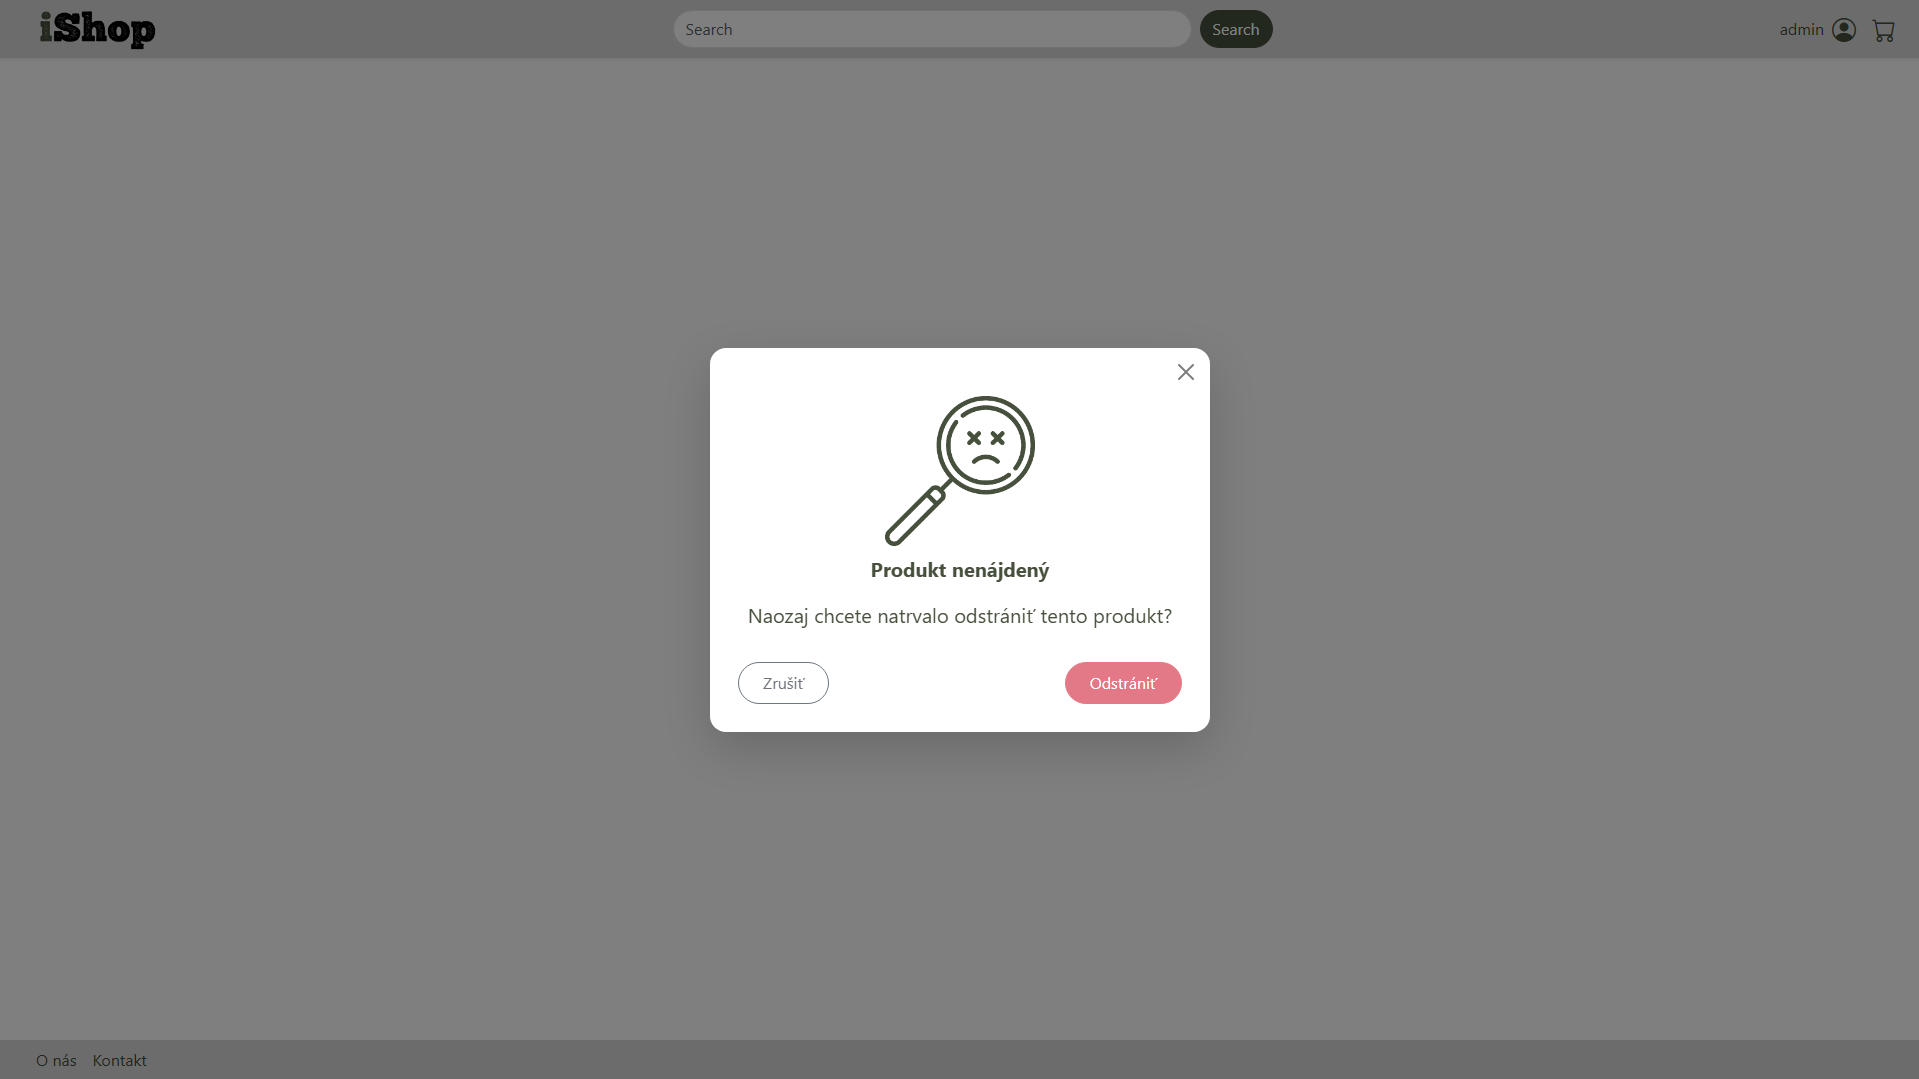 iShop
Search
Search
admin
Produkt nenájdený
Naozaj chcete natrvalo odstrániť tento produkt?
Zrušiť
Odstrániť
O nás
Kontakt